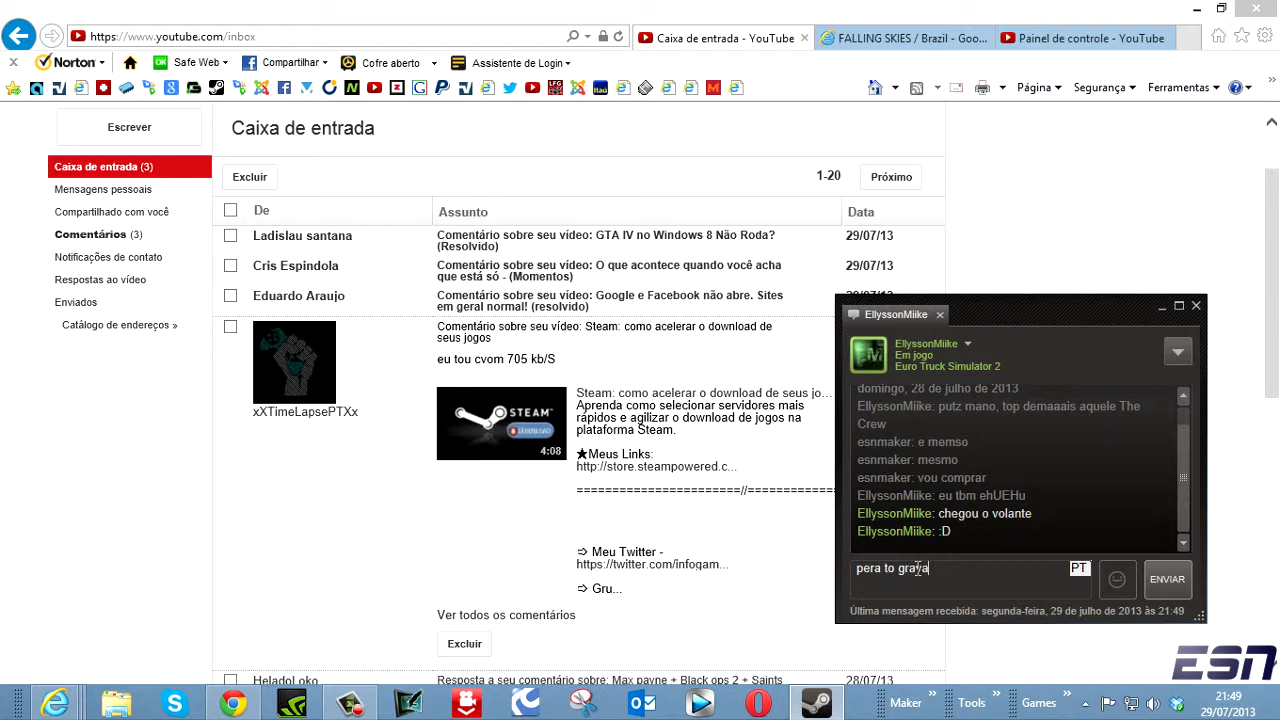 https://www.youtube.com/inbox
Caixa de entrada - YouTube
FALLING SKIES / Brazil - Goo...
Painel de controle - YouTube
x Norton
Safe Web
Compartilhar
Cofre aberto
Assistente de Login
Página
Segurança
Ferramentas
Escrever
Caixa de entrada (3)
Mensagens pessoais
Compartilhado com você
Comentários (3)
Notificações de contato
Respostas ao vídeo
Enviados
Catálogo de endereços »
Caixa de entrada
Excluir
1-20
Próximo
De
Assunto
Data
Ladislau santana
Comentário sobre seu vídeo: GTA IV no Windows 8 Não Roda?
(Resolvido)
29/07/13
Cris Espindola
Comentário sobre seu vídeo: O que acontece quando você acha
que está só - (Momentos)
29/07/13
Eduardo Araujo
Comentário sobre seu vídeo: Google e Facebook não abre. Sites
em geral normal! (resolvido)
29/07/13
xXTimeLapsePTXx
Comentário sobre seu vídeo: Steam: como acelerar o download de
seus jogos
eu tou cvom 705 kb/S
STEAM
DOWNLOAD
4:08
Steam: como acelerar o download de seus jo...
Aprenda como selecionar servidores mais
rápidos e agilizar o download de jogos na
plataforma Steam.
★Meus Links:
http://store.steampowered.c...
======================//==========
➩ Meu Twitter -
https://twitter.com/infogam...
➩ Gru...
Ver todos os comentários
Excluir
HeladoLoko
Resposta a seu comentário sobre: Max payne + Black ops 2 + Saints
28/07/13
EllyssonMiike
EllyssonMiike
Em jogo
Euro Truck Simulator 2
domingo, 28 de julho de 2013
EllyssonMiike: putz mano, top demaaais aquele The
Crew
esnmaker: e memso
esnmaker: mesmo
esnmaker: vou comprar
EllyssonMiike: eu tbm ehUEHu
EllyssonMiike: chegou o volante
EllyssonMiike: :D
pera to grava
PT
ENVIAR
Última mensagem recebida: segunda-feira, 29 de julho de 2013 às 21:49
ESN
Maker
Tools
Games
21:49
29/07/2013